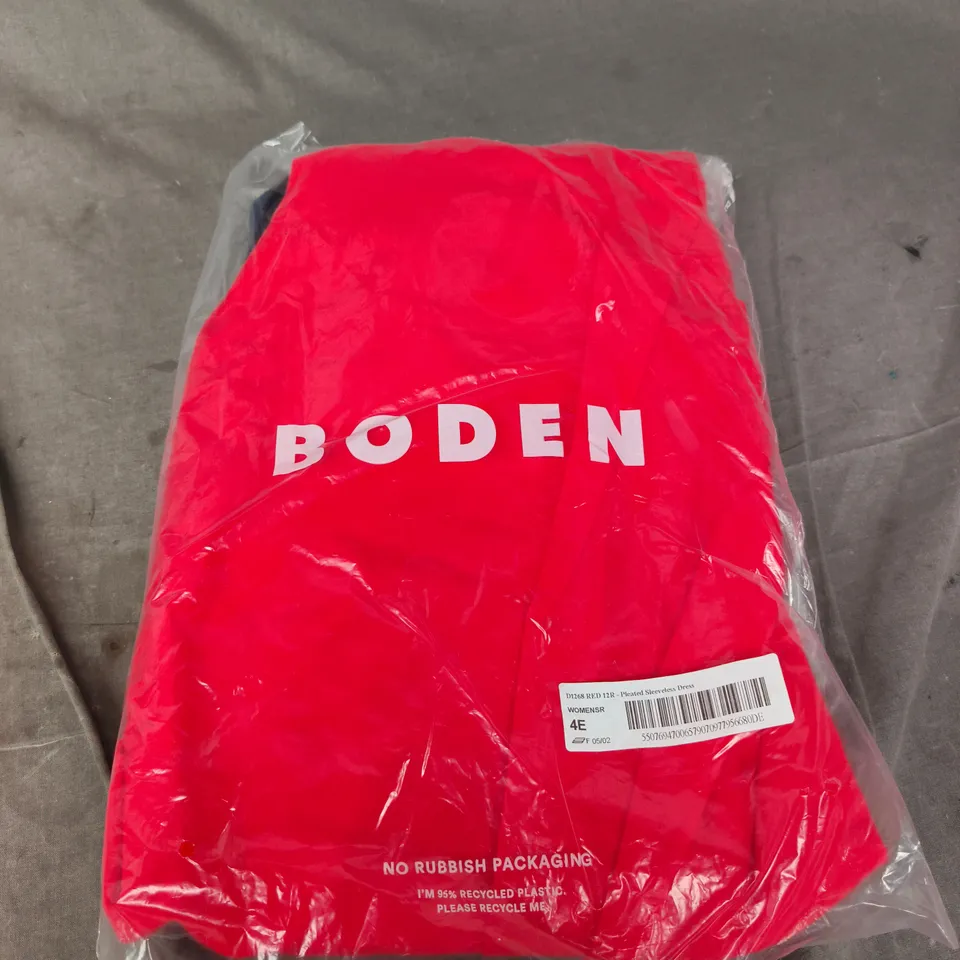 BODEN
D1268 RED 12R - Pleated Sleeveless Dress
WOMENSR
4E
F 05/02
55076947006579070977956680DE
NO RUBBISH PACKAGING
I'M 95% RECYCLED PLASTIC.
PLEASE RECYCLE ME.